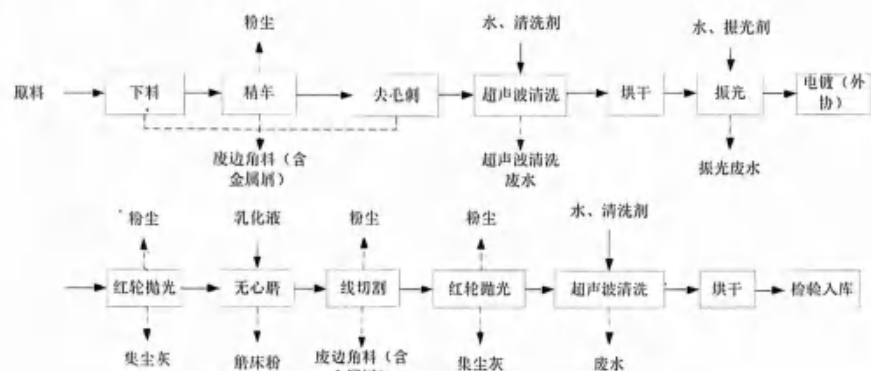 粉尘
水、清洗剂
水、振光剂
原料
下料
精车
去毛刺
超声波清洗
烘干
振光
电镀（外
协）
废边角料（含
金属屑）
超声波清洗
废水
振光废水
粉尘
乳化液
粉尘
粉尘
水、清洗剂
红轮抛光
无心磨
线切割
红轮抛光
超声波清洗
烘干
检验入库
集尘灰
磨床粉
废边角料（含
集尘灰
废水